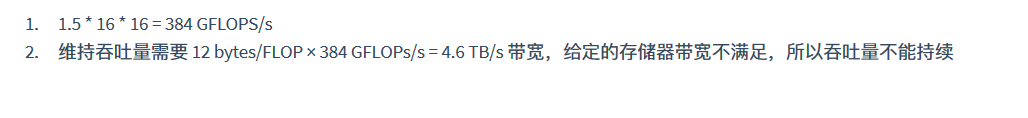 1. 1.5 * 16 * 16 = 384 GFLOPS/s
2. 维持吞吐量需要 12 bytes/FLOP × 384 GFLOPs/s = 4.6 TB/s 带宽，给定的存储器带宽不满足，所以吞吐量不能持续